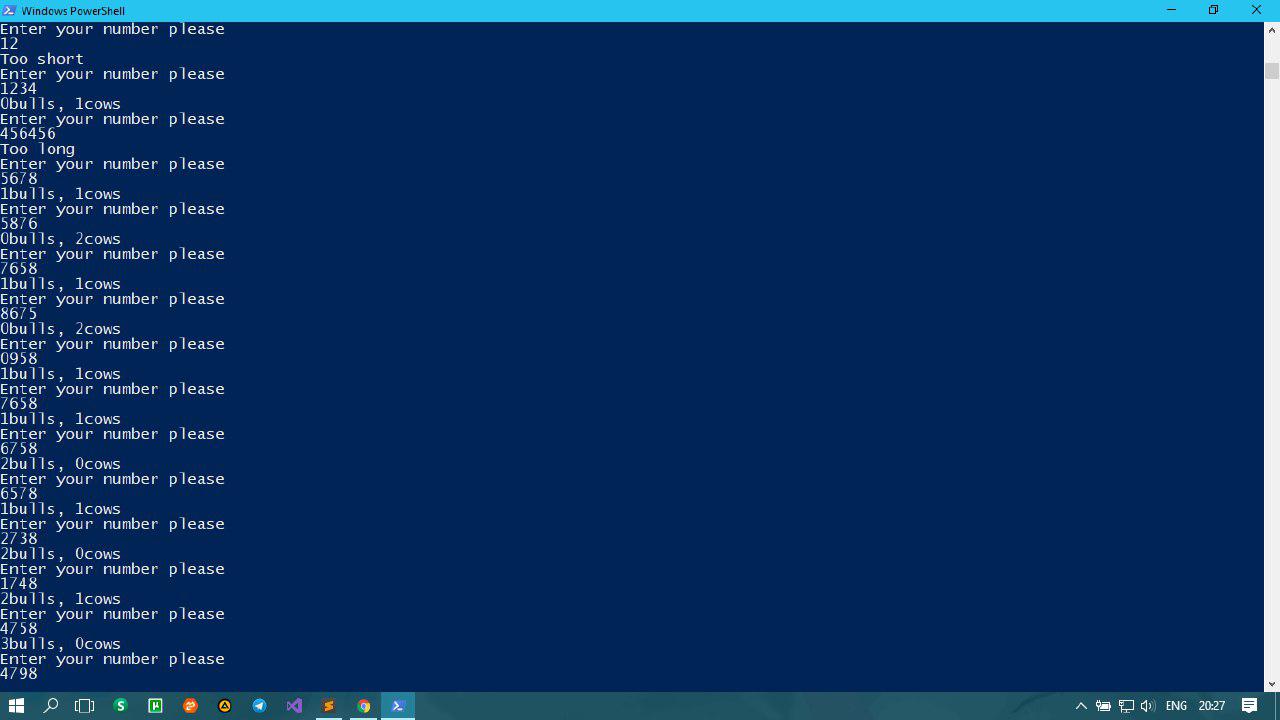 Windows PowerShell
Enter your number please
12
Too short
Enter your number please
1234
0bulls, 1cows
Enter your number please
456456
Too long
Enter your number please
5678
1bulls, 1cows
Enter your number please
5876
0bulls, 2cows
Enter your number please
7658
1bulls, 1cows
Enter your number please
8675
0bulls, 2cows
Enter your number please
0958
1bulls, 1cows
Enter your number please
7658
1bulls, 1cows
Enter your number please
6758
2bulls, 0cows
Enter your number please
6578
1bulls, 1cows
Enter your number please
2738
2bulls, 0cows
Enter your number please
1748
2bulls, 1cows
Enter your number please
4758
3bulls, 0cows
Enter your number please
4798
ENG 20:27